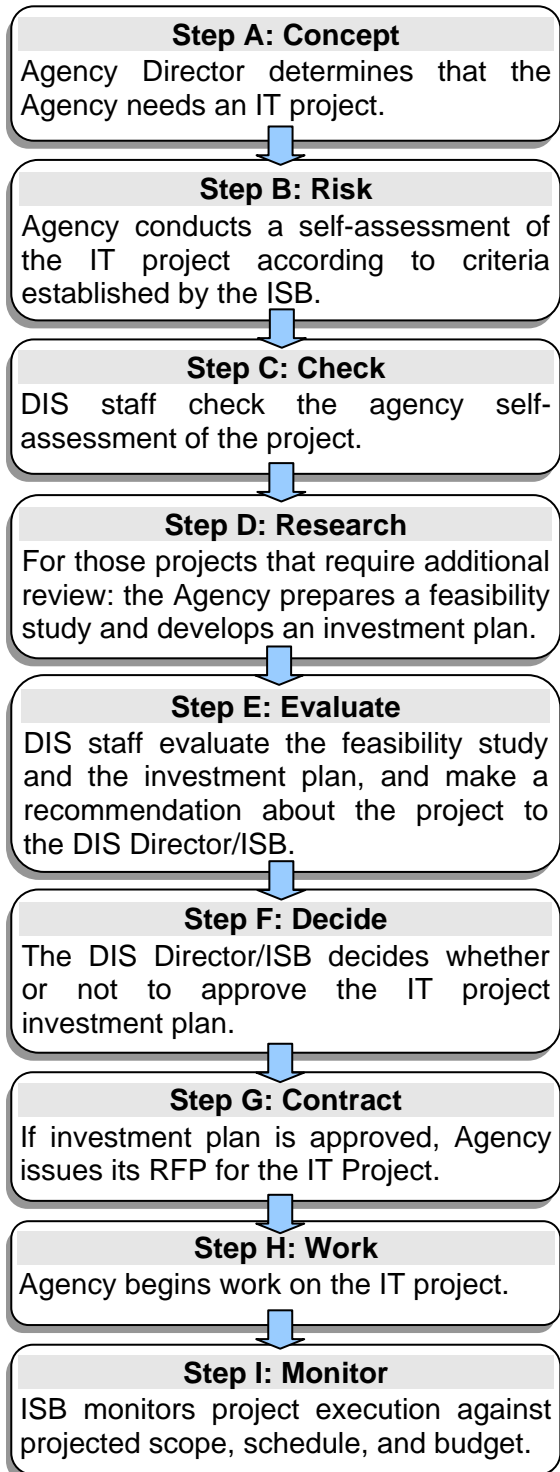 Step A: Concept
Agency Director determines that the
Agency needs an IT project.
Step B: Risk
Agency conducts a self-assessment of
the IT project according to criteria
established by the ISB.
Step C: Check
DIS staff check the agency self-
assessment of the project.
Step D: Research
For those projects that require additional
review: the Agency prepares a feasibility
study and develops an investment plan.
Step E: Evaluate
DIS staff evaluate the feasibility study
and the investment plan, and make a
recommendation about the project to
the DIS Director/ISB.
Step F: Decide
The DIS Director/ISB decides whether
or not to approve the IT project
investment plan.
Step G: Contract
If investment plan is approved, Agency
issues its RFP for the IT Project.
Step H: Work
Agency begins work on the IT project.
Step I: Monitor
ISB monitors project execution against
projected scope, schedule, and budget.